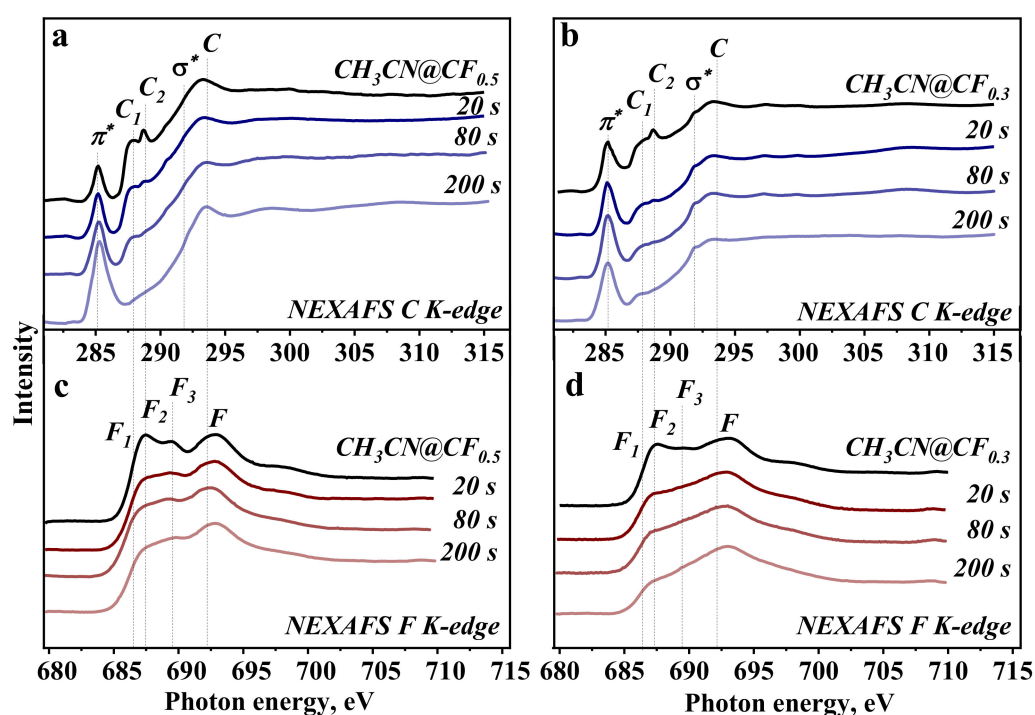 a
C₁ C₂ σ* C
π*
CH₃CN@CF₀.₅
20 s
80 s
200 s
NEXAFS C K-edge
285 290 295 300 305 310 315
b
C₁ C₂ σ* C
π*
CH₃CN@CF₀.₃
20 s
80 s
200 s
NEXAFS C K-edge
285 290 295 300 305 310 315
Intensity
c
F₁ F₂ F₃ F
CH₃CN@CF₀.₅
20 s
80 s
200 s
NEXAFS F K-edge
680 685 690 695 700 705 710 715
Photon energy, eV
d
F₁ F₂ F₃ F
CH₃CN@CF₀.₃
20 s
80 s
200 s
NEXAFS F K-edge
680 685 690 695 700 705 710 715
Photon energy, eV